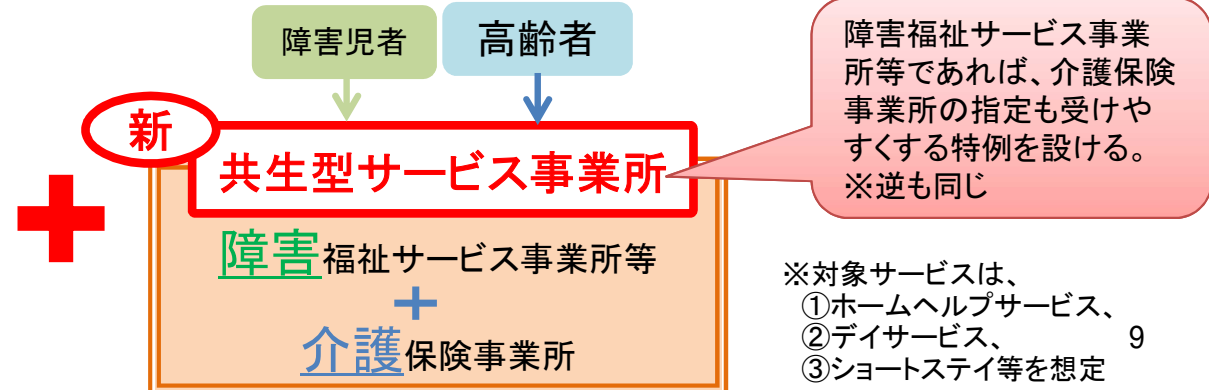 障害児者
高齢者
新
共生型サービス事業所
障害福祉サービス事業所等
+
介護保険事業所
障害福祉サービス事業
所等であれば、介護保険
事業所の指定も受けや
すくする特例を設ける。
※逆も同じ
※対象サービスは、
①ホームヘルプサービス、
②デイサービス、
③ショートステイ等を想定
9